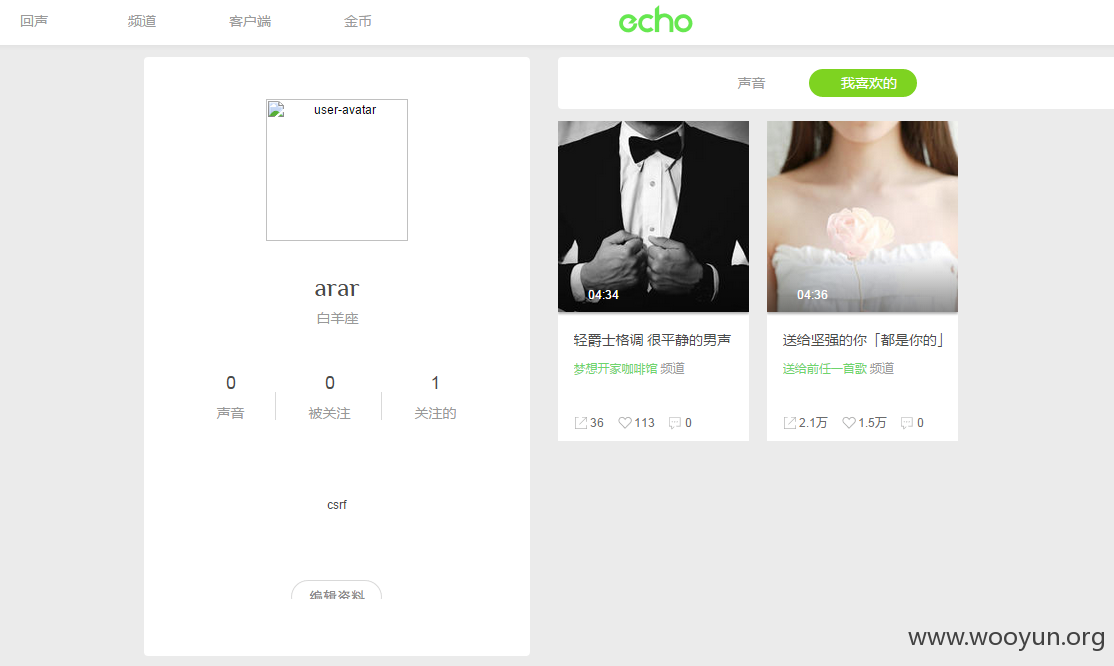 回声 频道 客户端 金币 echo
user-avatar
arar
白羊座
0 0 1
声音 被关注 关注的
csrf
编辑资料
声音 我喜欢的
04:34
轻爵士格调 很平静的男声
梦想开家咖啡馆 频道
36 113 0
04:36
送给坚强的你「都是你的」
送给前任一首歌 频道
2.1万 1.5万 0
www.wooyun.org